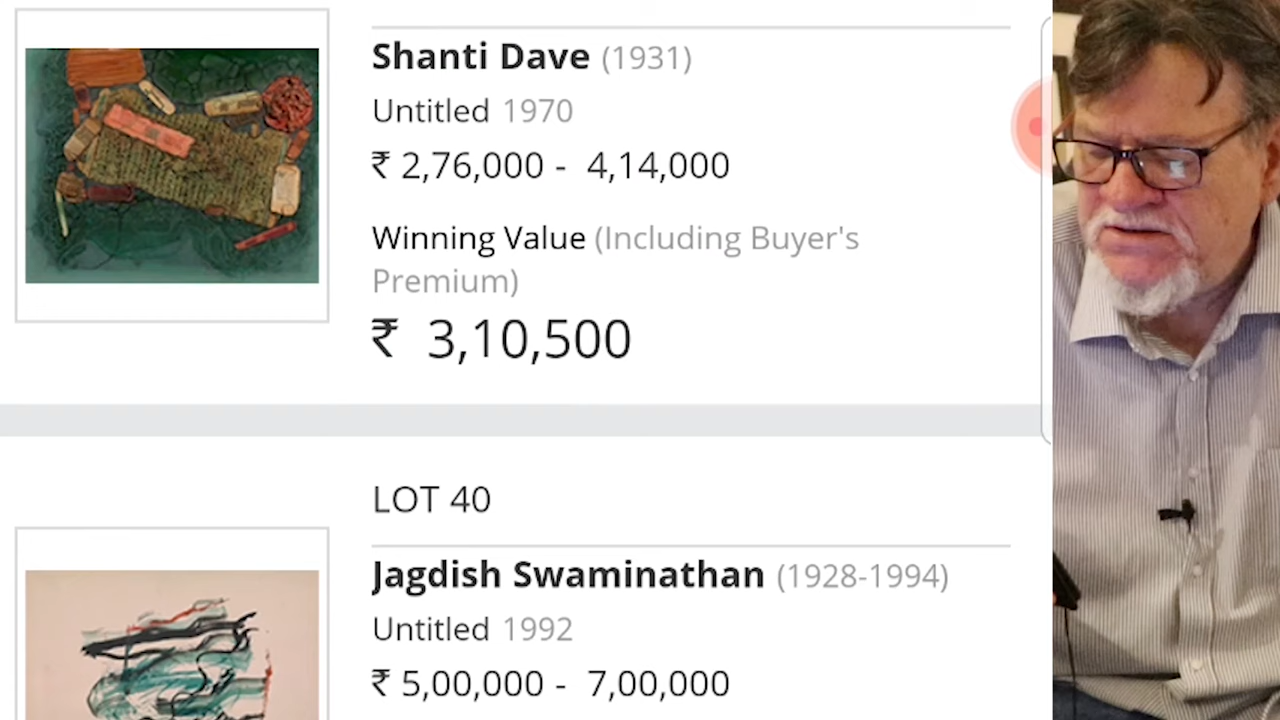 Shanti Dave (1931)
Untitled 1970
₹ 2,76,000 - 4,14,000
Winning Value (Including Buyer's
Premium)
₹ 3,10,500
LOT 40
Jagdish Swaminathan (1928-1994)
Untitled 1992
₹ 5,00,000 - 7,00,000